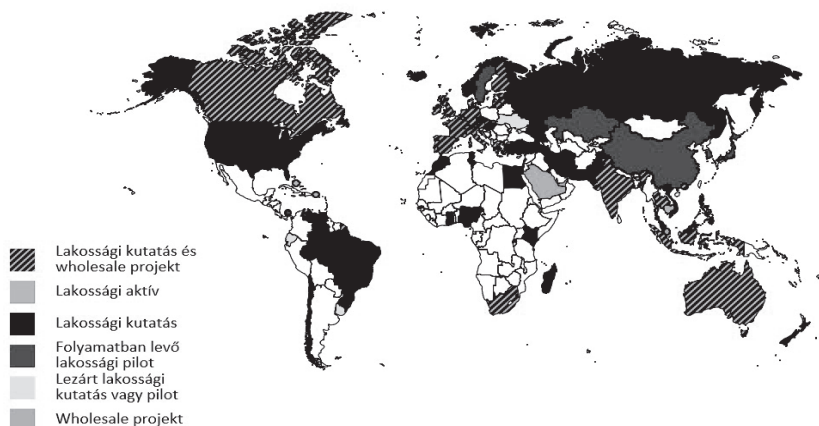 Lakossági kutatás és
wholesale projekt
Lakossági aktív
Lakossági kutatás
Folyamatban levő
lakossági pilot
Lezárt lakossági
kutatás vagy pilot
Wholesale projekt